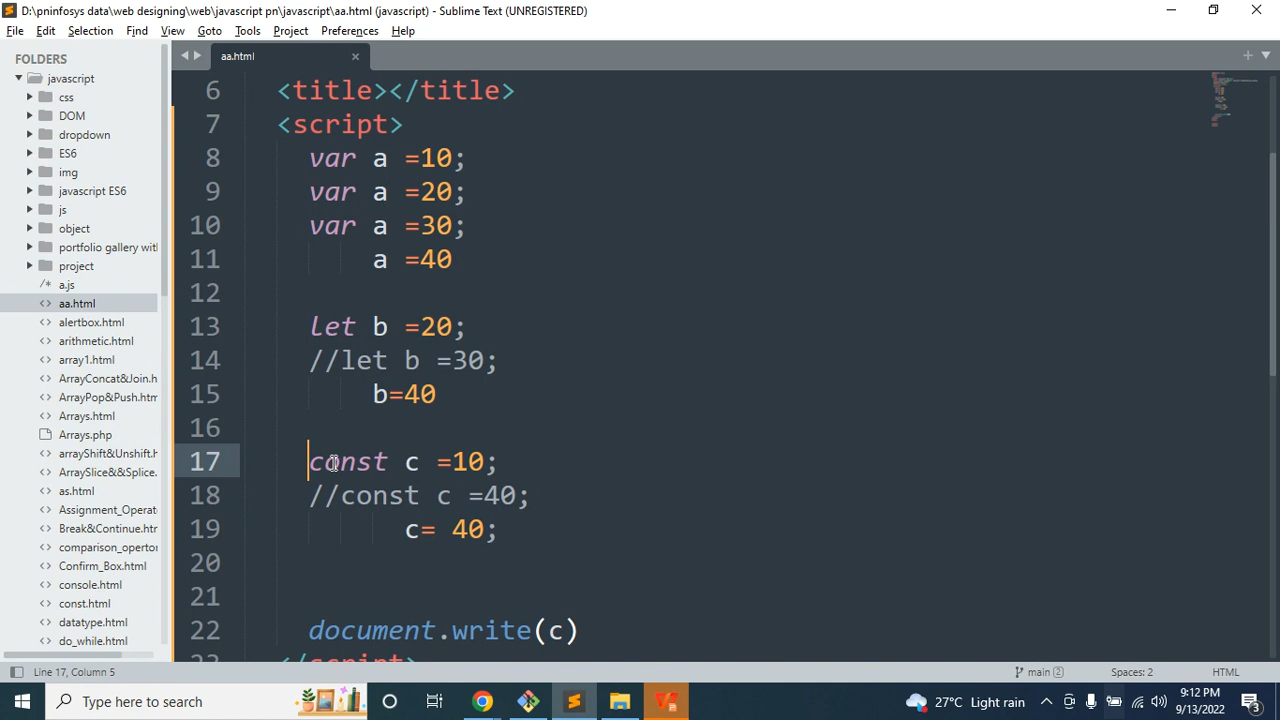 D:\pninfosys data\web designing\web\javascript pn\javascript\aa.html (javascript) - Sublime Text (UNREGISTERED)
File Edit Selection Find View Goto Tools Project Preferences Help
FOLDERS
javascript
css
DOM
dropdown
ES6
img
javascript ES6
js
object
portfolio gallery with
project
/* a.js
<> aa.html
<> alertbox.html
<> arithmetic.html
<> array1.html
<> ArrayConcat&Join.h
<> ArrayPop&Push.htm
<> Arrays.html
Arrays.php
<> arrayShift&Unshift.h
<> ArraySlice&&Splice.
<> as.html
<> Assignment_Operat
<> Break&Continue.htm
<> comparison_opertor
<> Confirm_Box.html
<> console.html
<> const.html
<> datatype.html
<> do_while.html
aa.html
6 <title></title>
7 <script>
8 var a =10;
9 var a =20;
10 var a =30;
11 a =40
12
13 let b =20;
14 //let b =30;
15 b=40
16
17 const c =10;
18 //const c =40;
19 c= 40;
20
21
22 document.write(c)
23 </script>
Line 17, Column 5
main 2
Spaces: 2
HTML
Type here to search
27°C Light rain
9:12 PM
9/13/2022
3